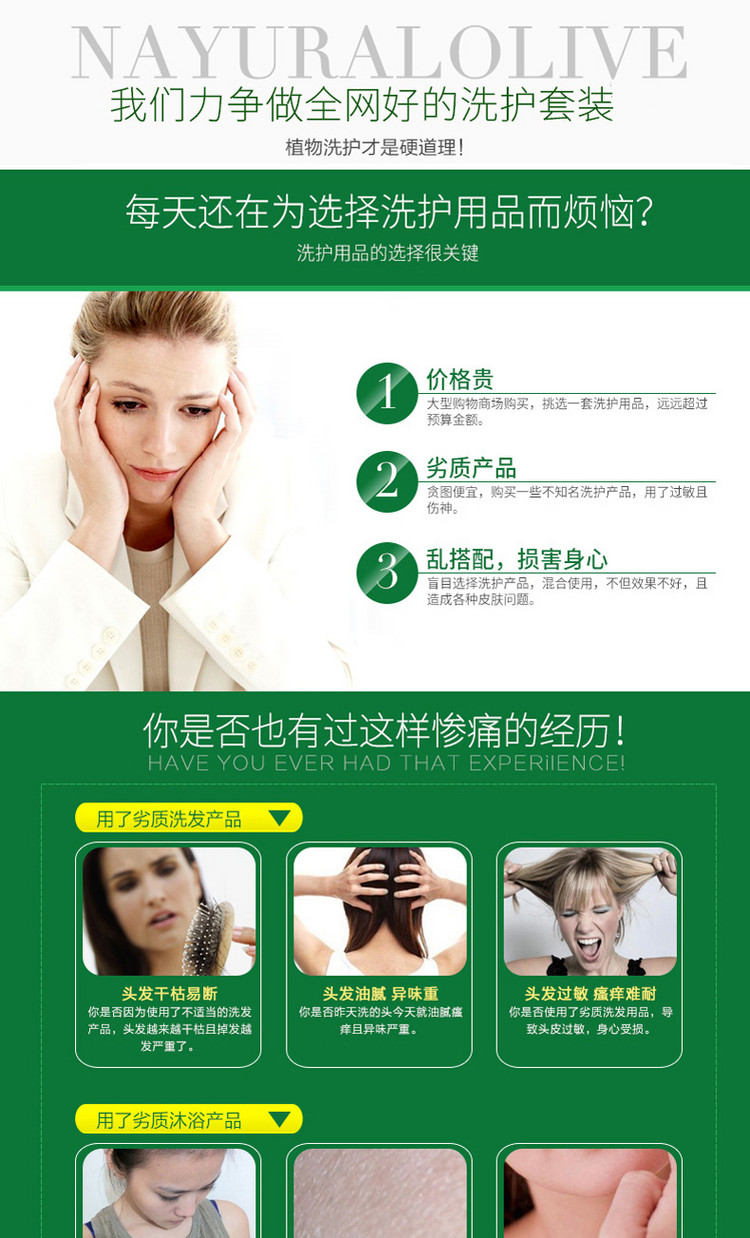 NAYURALOLIVE
我们力争做全网好的洗护套装
植物洗护才是硬道理！
每天还在为选择洗护用品而烦恼？
洗护用品的选择很关键
1
价格贵
大型购物商场购买，挑选一套洗护用品，远远超过
预算金额。
2
劣质产品
贪图便宜，购买一些不知名洗护产品，用了过敏且
伤神。
3
乱搭配，损害身心
盲目选择洗护产品，混合使用，不但效果不好，且
造成各种皮肤问题。
你是否也有过这样惨痛的经历！
HAVE YOU EVER HAD THAT EXPERiIENCE!
用了劣质洗发产品
头发干枯易断
你是否因为使用了不适当的洗发
产品，头发越来越干枯且掉发越
发严重了。
头发油腻 异味重
你是否昨天洗的头今天就油腻瘙
痒且异味严重。
头发过敏 瘙痒难耐
你是否使用了劣质洗发用品，导
致头皮过敏，身心受损。
用了劣质沐浴产品